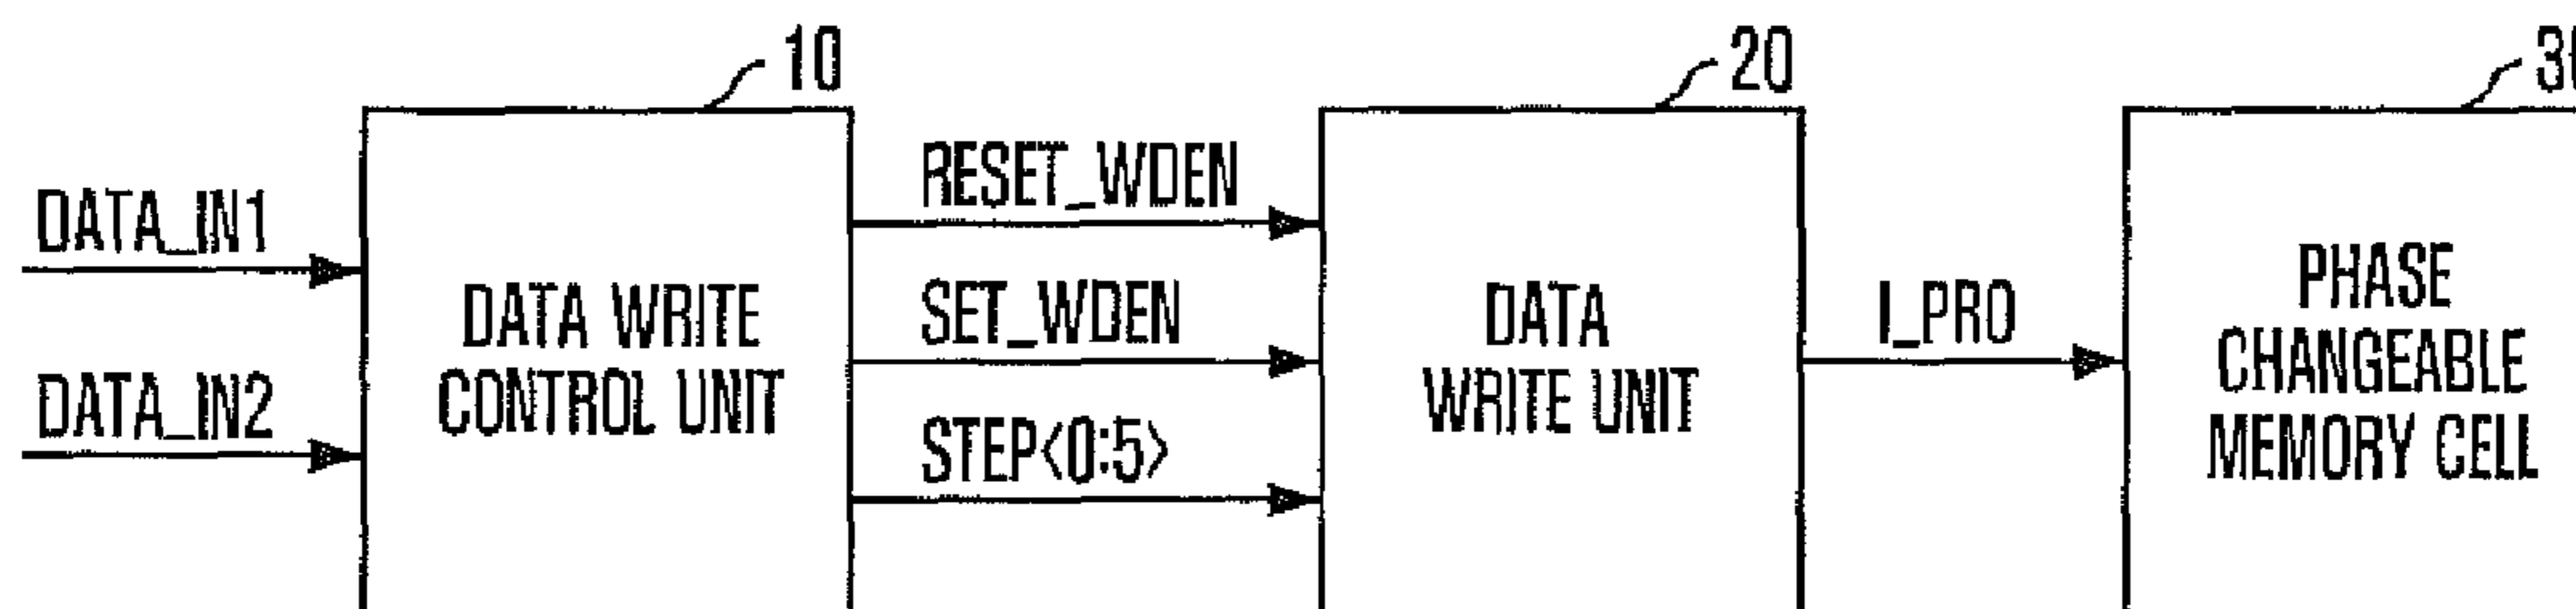 10
20
DATA_IN1
DATA_IN2
DATA WRITE
CONTROL UNIT
RESET_WDEN
SET_WDEN
STEP<0:5>
DATA
WRITE UNIT
I_PRO
PHASE
CHANGEABLE
MEMORY CELL